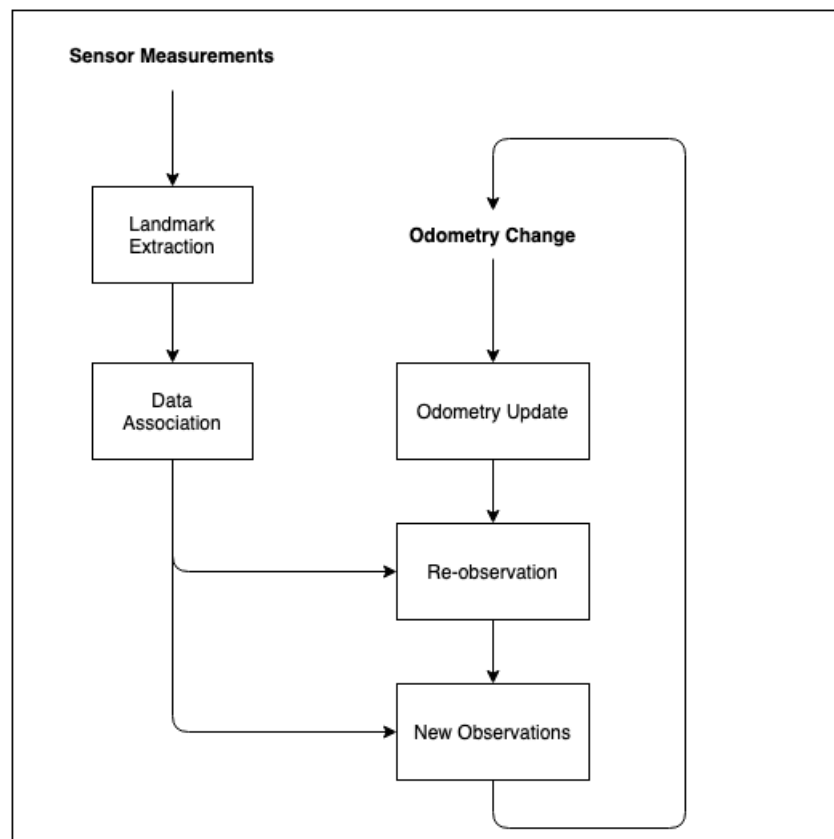 Sensor Measurements
Landmark
Extraction
Odometry Change
Data
Association
Odometry Update
Re-observation
New Observations